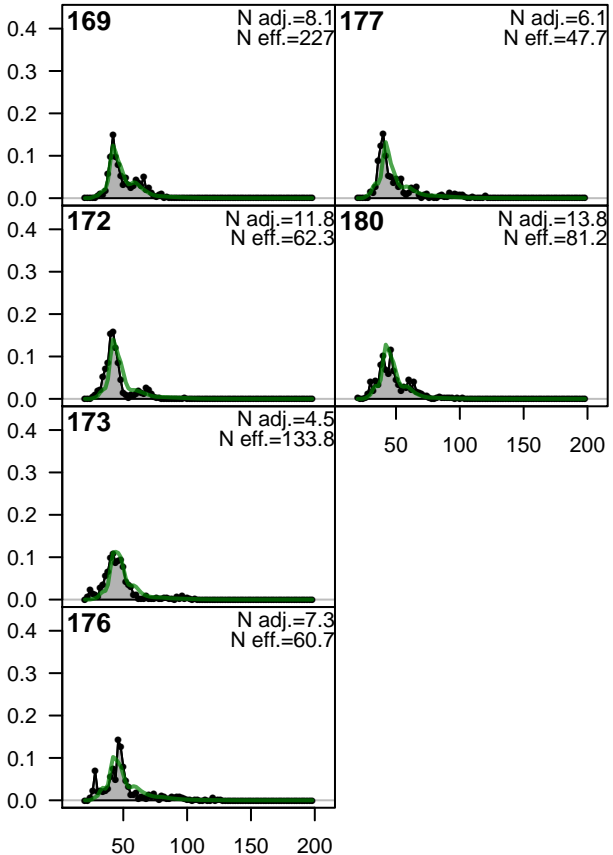 169
N adj.=8.1
N eff.=227
177
N adj.=6.1
N eff.=47.7
0.4
0.3
0.2
0.1
0.0
172
N adj.=11.8
N eff.=62.3
180
N adj.=13.8
N eff.=81.2
0.4
0.3
0.2
0.1
0.0
50 100 150 200
173
N adj.=4.5
N eff.=133.8
0.4
0.3
0.2
0.1
0.0
176
N adj.=7.3
N eff.=60.7
0.4
0.3
0.2
0.1
0.0
50 100 150 200